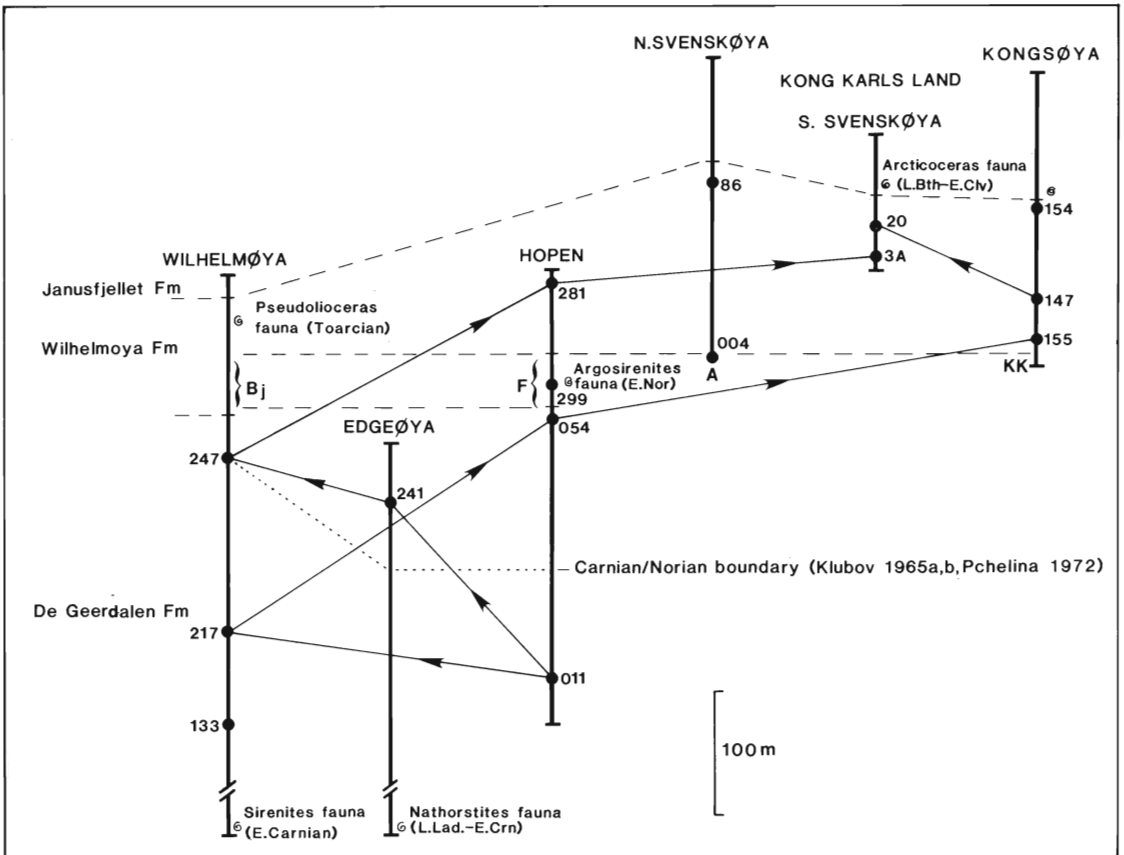 N.SVENSKØYA
KONGSØYA
KONG KARLS LAND
S. SVENSKØYA
Arcticoceras fauna
(L.Bth-E.Clv)
86
154
20
WILHELMØYA
HOPEN
3A
Janusfjellet Fm
281
147
Pseudolioceras
fauna (Toarcian)
Wilhelmoya Fm
004
155
A
KK
Bj
F
Argosirenites
fauna (E.Nor)
299
054
EDGEØYA
247
241
Carnian/Norian boundary (Klubov 1965a,b,Pchelina 1972)
De Geerdalen Fm
217
011
133
100m
Sirenites fauna
(E.Carnian)
Nathorstites fauna
(L.Lad.-E.Crn)